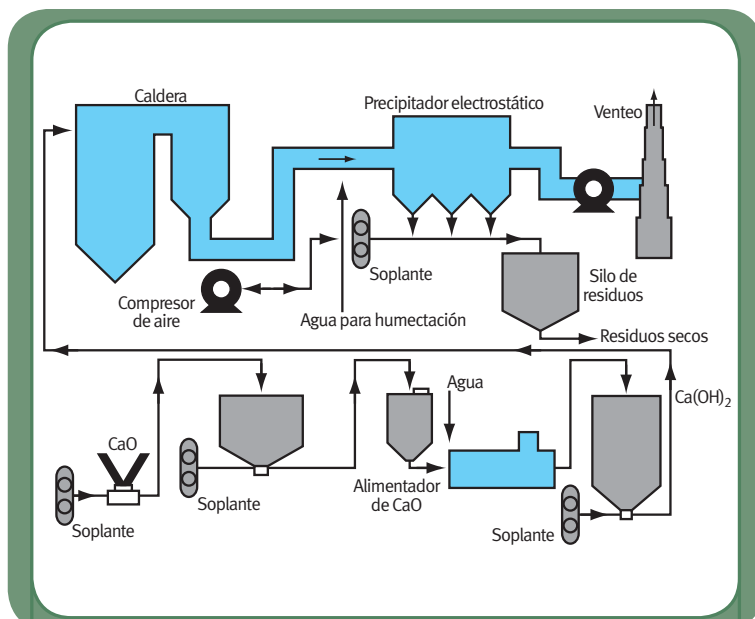 Caldera
Precipitador electrostático
Venteo
Soplante
Compresor
de aire
Agua para humectación
Silo de
residuos
Residuos secos
Agua
Ca(OH)2
CaO
Soplante
Soplante
Alimentador
de CaO
Soplante